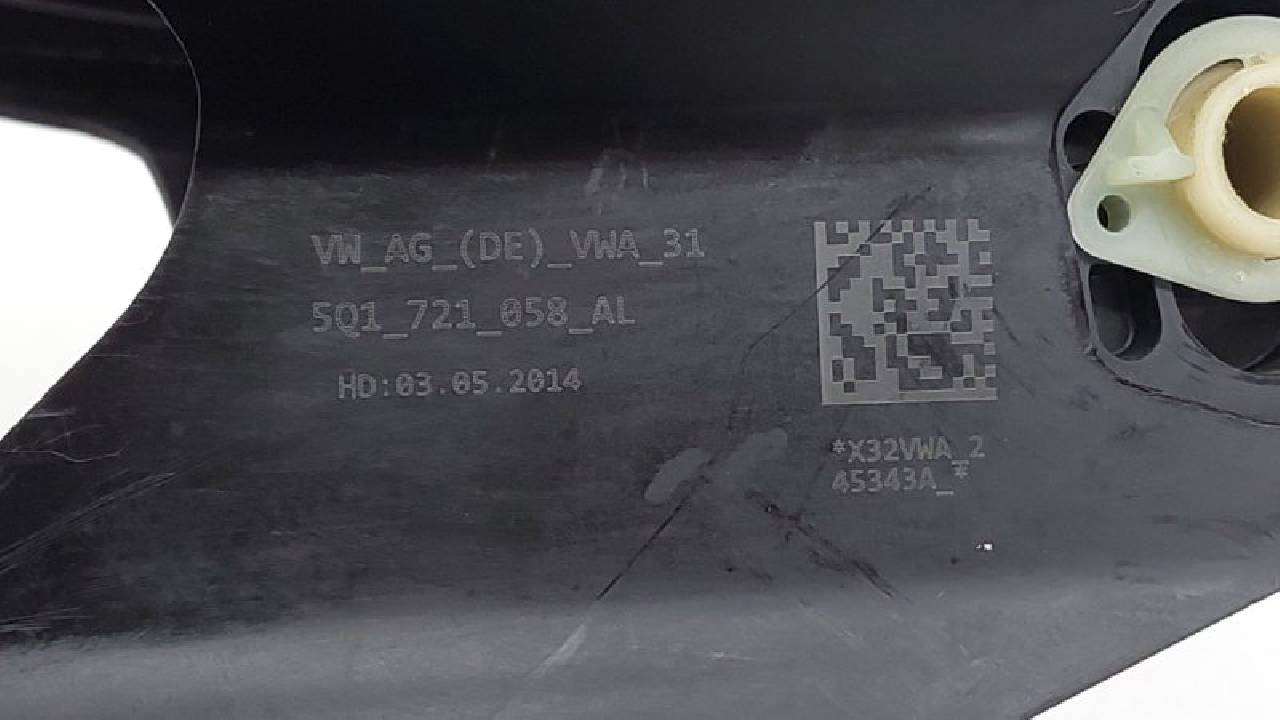 VW_AG_(DE)_VWA_31
5Q1_721_058_AL
HD:03.05.2014
*X32VWA_2
45343A_*